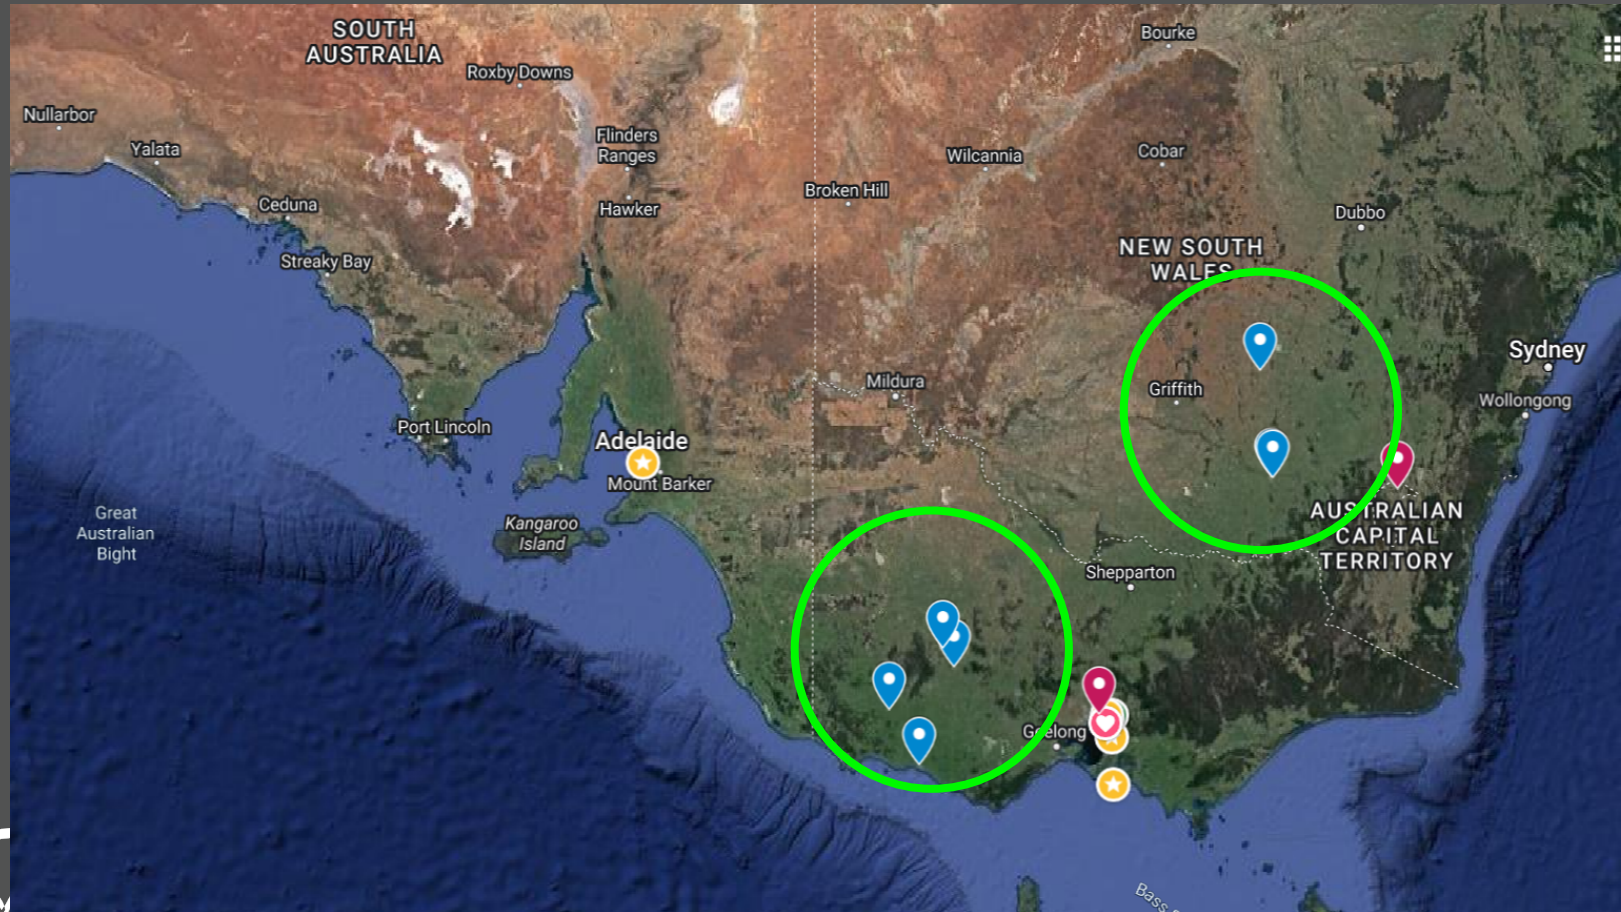 SOUTH
AUSTRALIA
Bourke
Roxby Downs
Nullarbor
Flinders
Ranges
Yalata
Wilcannia
Cobar
Broken Hill
Ceduna
Hawker
Dubbo
NEW SOUTH
WALES
Streaky Bay
Sydney
Mildura
Griffith
Wollongong
Port Lincoln
Adelaide
Mount Barker
Great
Australian
Bight
Kangaroo
Island
AUSTRALIAN
CAPITAL
TERRITORY
Shepparton
Geelong
Bass